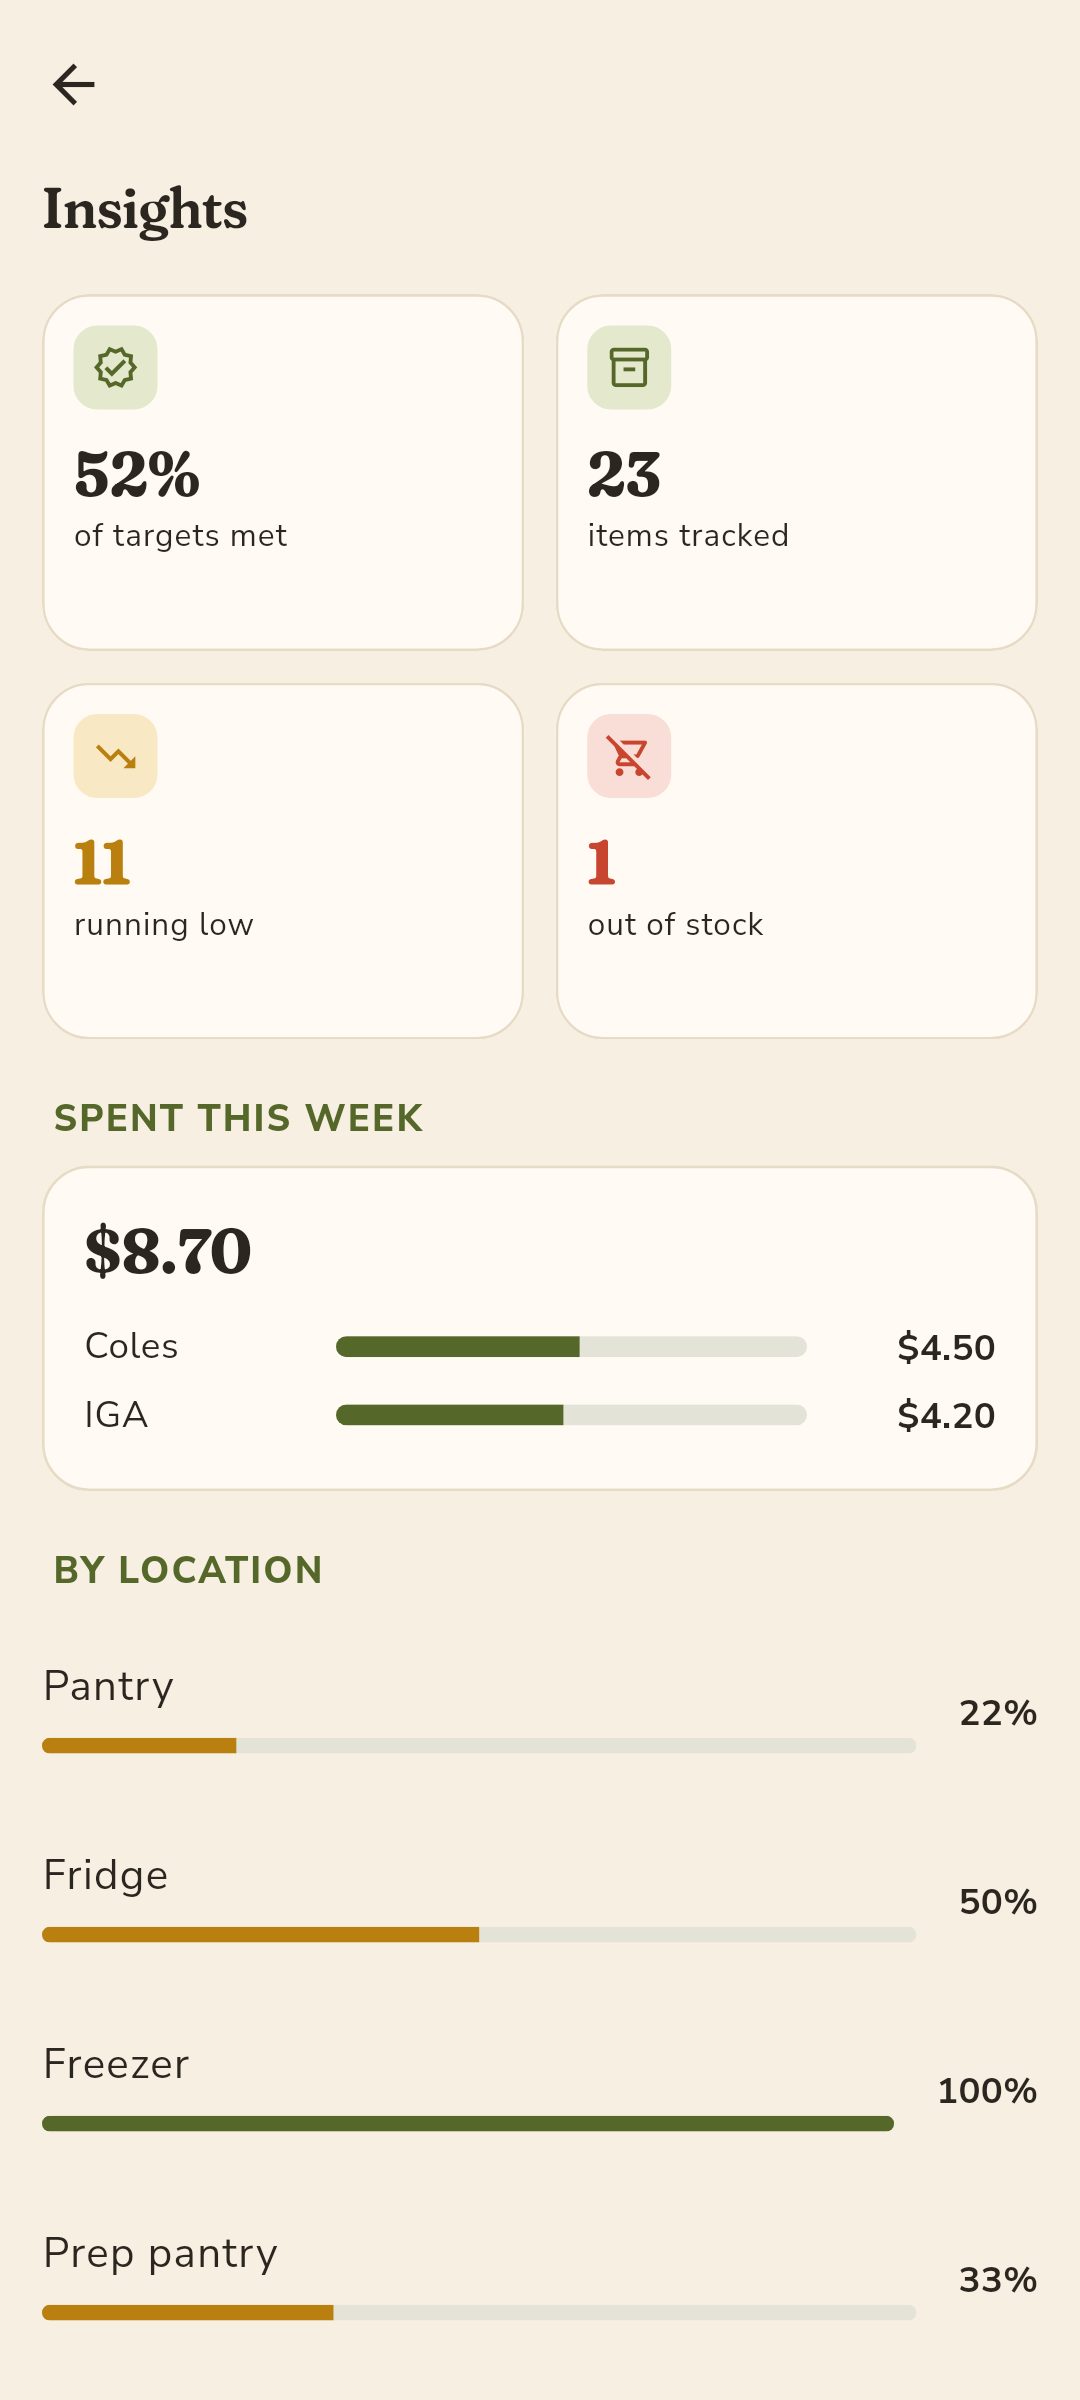 Insights
52%
of targets met
23
items tracked
11
running low
1
out of stock
SPENT THIS WEEK
$8.70
Coles $4.50
IGA $4.20
BY LOCATION
Pantry
22%
Fridge
50%
Freezer
100%
Prep pantry
33%